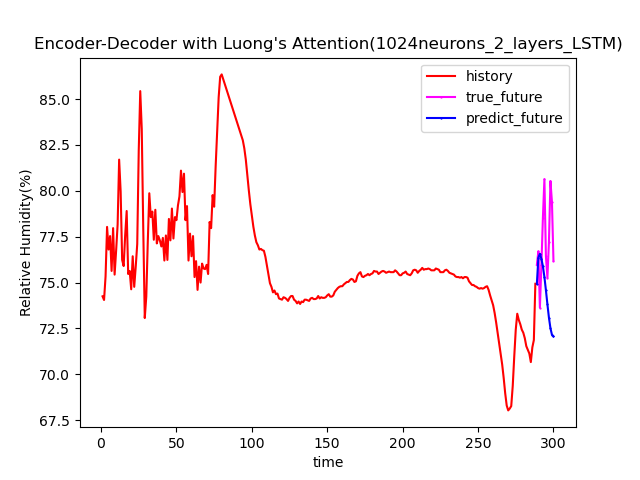 Encoder-Decoder with Luong's Attention(1024neurons_2_layers_LSTM)
history
true_future
predict_future
Relative Humidity(%)
85.0
82.5
80.0
77.5
75.0
72.5
70.0
67.5
0
50
100
150
200
250
300
time